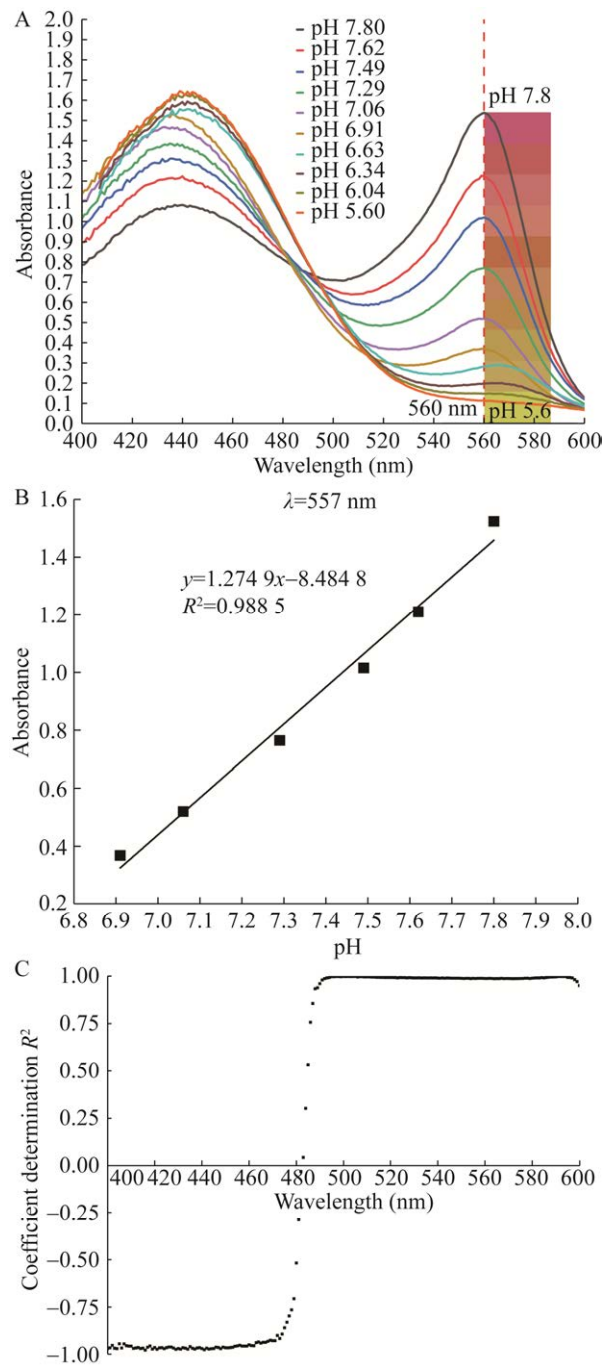 A
2.0
1.9
1.8
1.7
1.6
1.5
1.4
1.3
1.2
1.1
1.0
0.9
0.8
0.7
0.6
0.5
0.4
0.3
0.2
0.1
0.0
Absorbance
pH 7.80
pH 7.62
pH 7.49
pH 7.29
pH 7.06
pH 6.91
pH 6.63
pH 6.34
pH 6.04
pH 5.60
pH 7.8
560 nm
pH 5.6
400 420 440 460 480 500 520 540 560 580 600
Wavelength (nm)
B
λ=557 nm
y=1.274 9x−8.484 8
R²=0.988 5
1.6
1.4
1.2
1.0
0.8
0.6
0.4
0.2
Absorbance
6.8 6.9 7.0 7.1 7.2 7.3 7.4 7.5 7.6 7.7 7.8 7.9 8.0
pH
C
1.00
0.75
0.50
0.25
0.00
−0.25
−0.50
−0.75
−1.00
Coefficient determination R²
400 420 440 460 480 500 520 540 560 580 600
Wavelength (nm)